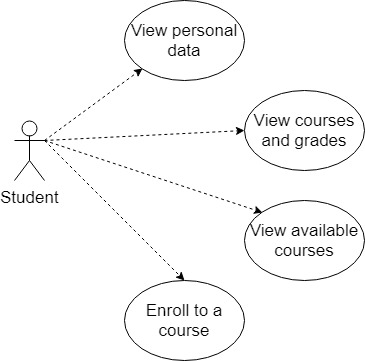 View personal
data
View courses
and grades
Student
View available
courses
Enroll to a
course